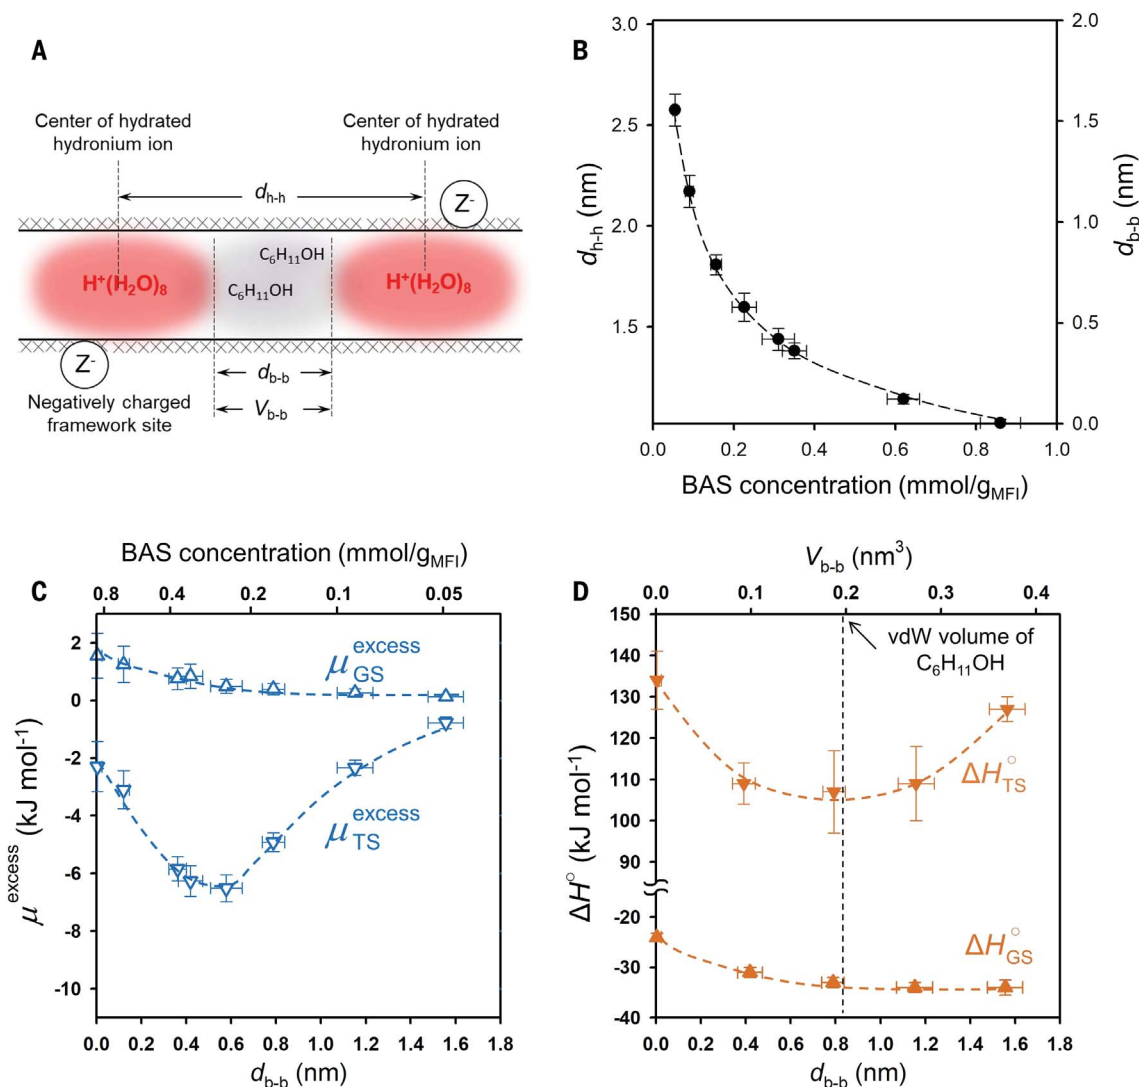 A
Center of hydrated
hydronium ion
Center of hydrated
hydronium ion
d_h-h
Z⁻
C₆H₁₁OH
H⁺(H₂O)₈
C₆H₁₁OH
H⁺(H₂O)₈
Z⁻
d_b-b
V_b-b
Negatively charged
framework site
B
3.0
2.5
2.0
1.5
d_h-h (nm)
2.0
1.5
1.0
0.5
0.0
d_b-b (nm)
0.0 0.2 0.4 0.6 0.8 1.0
BAS concentration (mmol/g_MFI)
C
BAS concentration (mmol/g_MFI)
0.8 0.4 0.2 0.1 0.05
2
0
-2
-4
-6
-8
-10
μ^excess (kJ mol⁻¹)
μ_GS^excess
μ_TS^excess
0.0 0.2 0.4 0.6 0.8 1.0 1.2 1.4 1.6 1.8
d_b-b (nm)
D
V_b-b (nm³)
0.0 0.1 0.2 0.3 0.4
150
140
130
120
110
100
90
-20
-30
-40
ΔH° (kJ mol⁻¹)
vdW volume of
C₆H₁₁OH
ΔH°_TS
ΔH°_GS
0.0 0.2 0.4 0.6 0.8 1.0 1.2 1.4 1.6 1.8
d_b-b (nm)